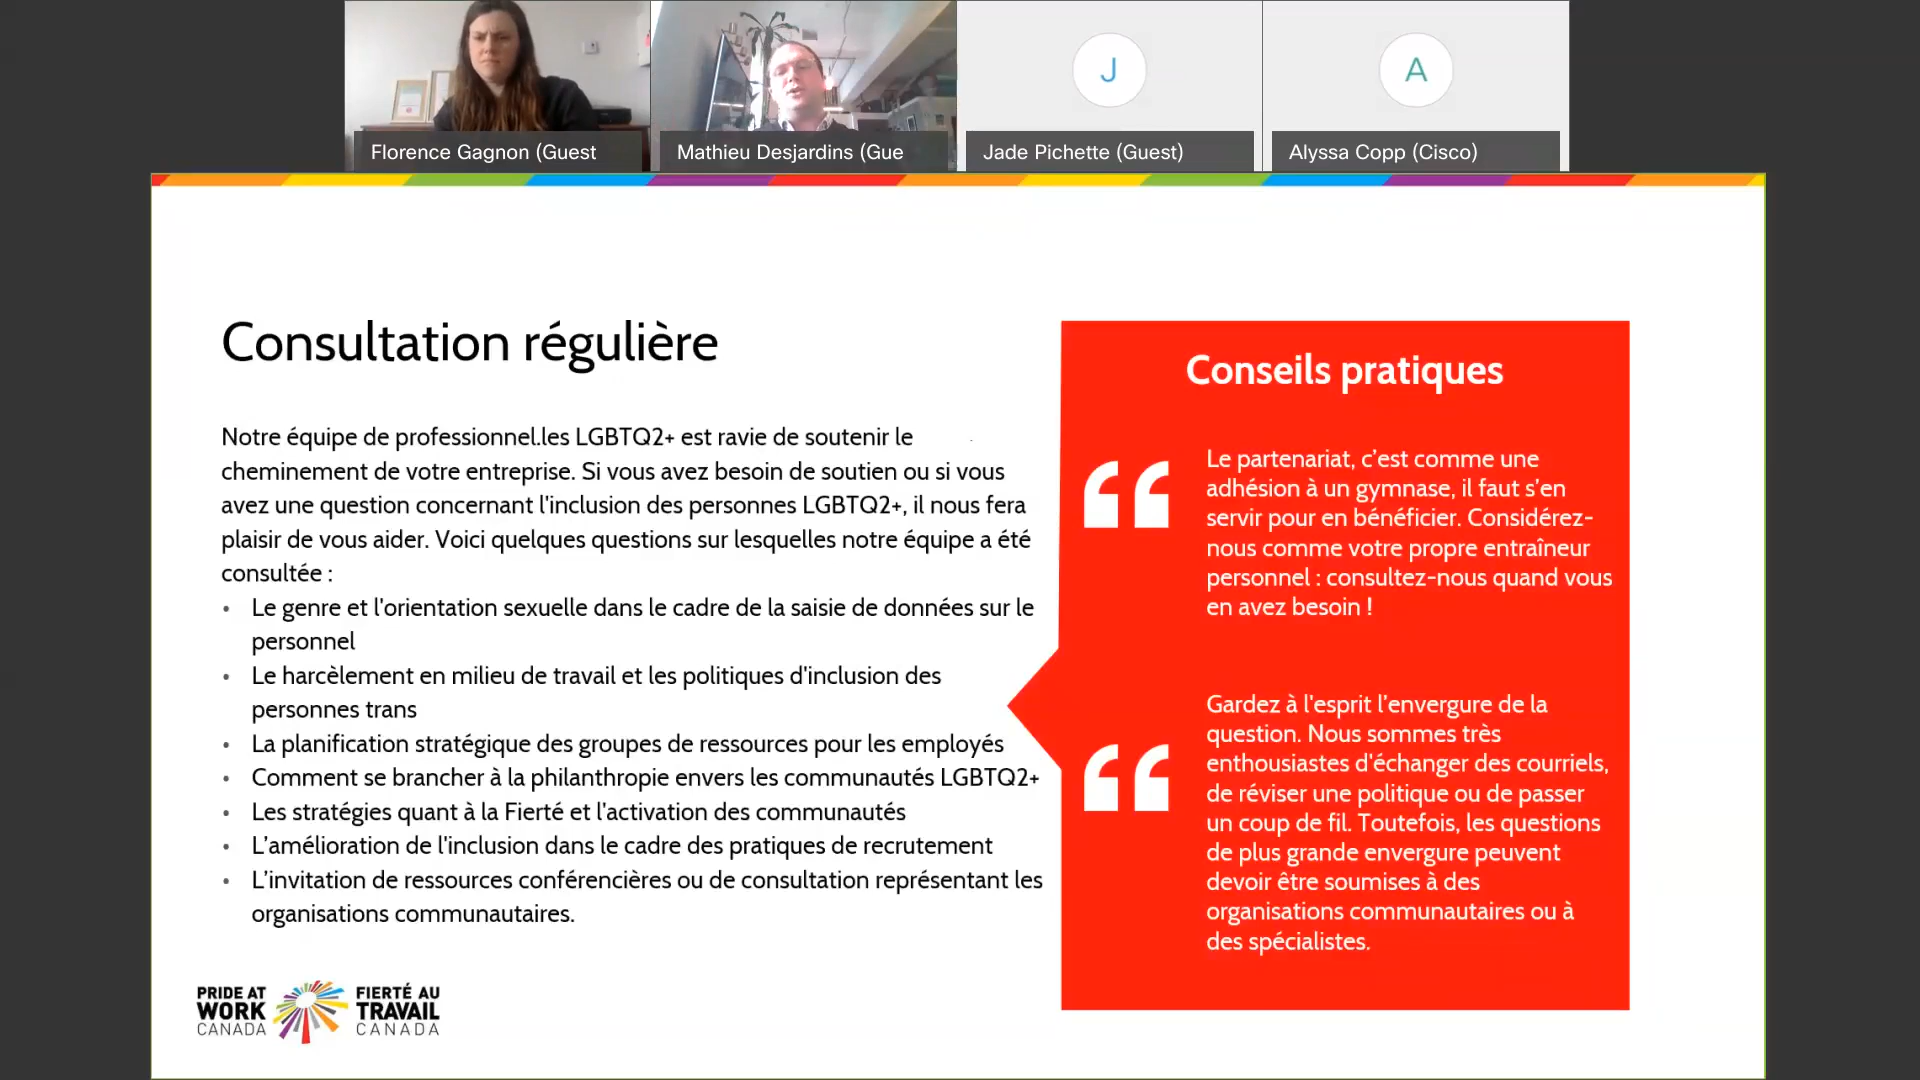 J
A
Florence Gagnon (Guest
Mathieu Desjardins (Gue
Jade Pichette (Guest)
Alyssa Copp (Cisco)
Consultation régulière
Notre équipe de professionnel.les LGBTQ2+ est ravie de soutenir le
cheminement de votre entreprise. Si vous avez besoin de soutien ou si vous
avez une question concernant l'inclusion des personnes LGBTQ2+, il nous fera
plaisir de vous aider. Voici quelques questions sur lesquelles notre équipe a été
consultée :
• Le genre et l'orientation sexuelle dans le cadre de la saisie de données sur le
personnel
• Le harcèlement en milieu de travail et les politiques d'inclusion des
personnes trans
• La planification stratégique des groupes de ressources pour les employés
• Comment se brancher à la philanthropie envers les communautés LGBTQ2+
• Les stratégies quant à la Fierté et l’activation des communautés
• L’amélioration de l'inclusion dans le cadre des pratiques de recrutement
• L’invitation de ressources conférencières ou de consultation représentant les
organisations communautaires.
Conseils pratiques
“
Le partenariat, c’est comme une
adhésion à un gymnase, il faut s’en
servir pour en bénéficier. Considérez-
nous comme votre propre entraîneur
personnel : consultez-nous quand vous
en avez besoin !
“
Gardez à l'esprit l’envergure de la
question. Nous sommes très
enthousiastes d'échanger des courriels,
de réviser une politique ou de passer
un coup de fil. Toutefois, les questions
de plus grande envergure peuvent
devoir être soumises à des
organisations communautaires ou à
des spécialistes.
PRIDE AT
WORK
CANADA
FIERTÉ AU
TRAVAIL
CANADA